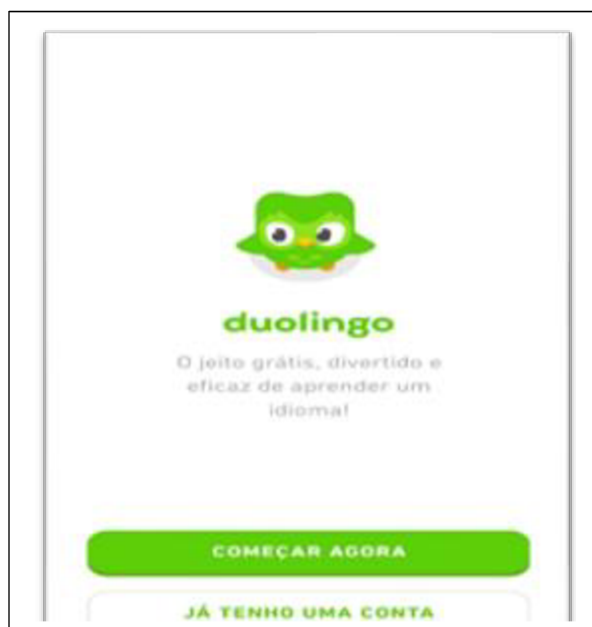 duolingo
O jeito grátis, divertido e
eficaz de aprender um
idioma!
COMEÇAR AGORA
JÁ TENHO UMA CONTA